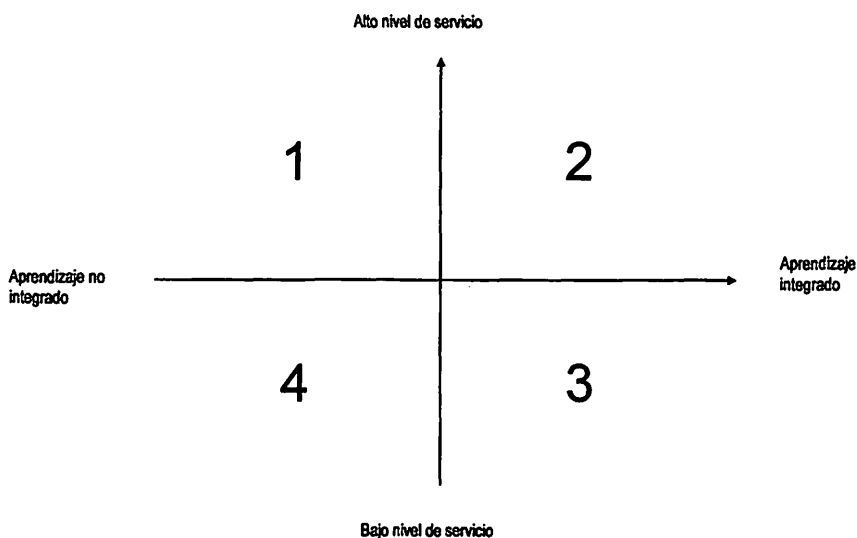 Alto nivel de servicio
1
2
Aprendizaje no
integrado
Aprendizaje
integrado
4
3
Bajo nivel de servicio